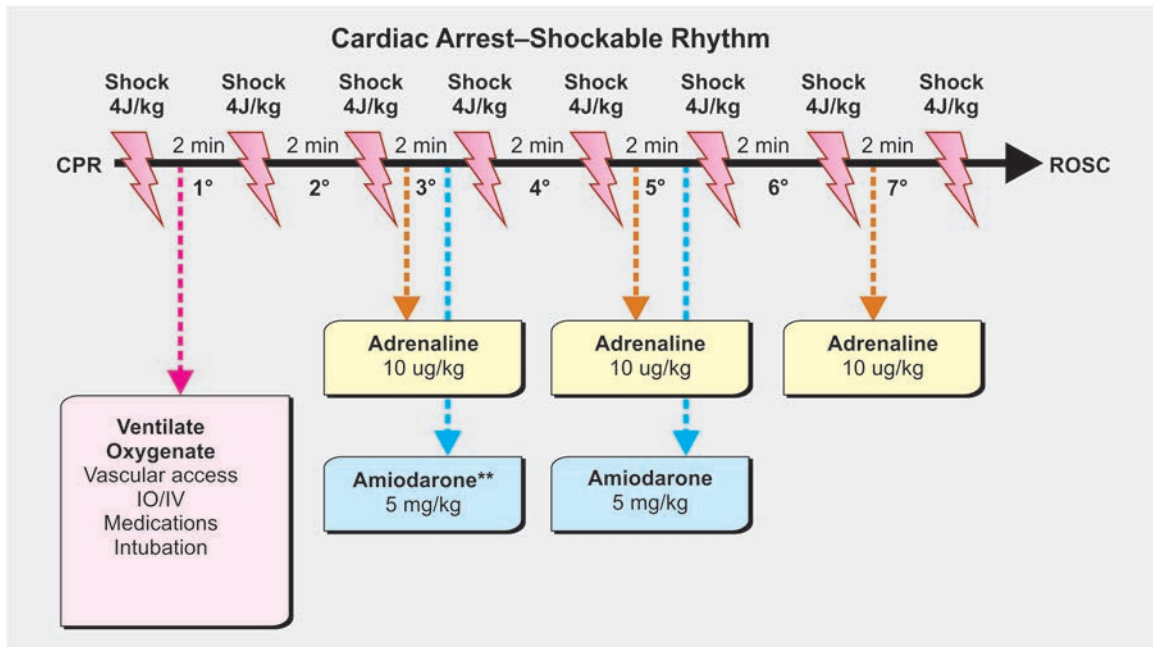 Cardiac Arrest–Shockable Rhythm
Shock Shock Shock Shock Shock Shock Shock Shock
4J/kg 4J/kg 4J/kg 4J/kg 4J/kg 4J/kg 4J/kg 4J/kg
2 min 2 min 2 min 2 min 2 min 2 min 2 min
CPR ROSC
1° 2° 3° 4° 5° 6° 7°
Adrenaline Adrenaline Adrenaline
10 ug/kg 10 ug/kg 10 ug/kg
Ventilate
Oxygenate
Vascular access
IO/IV
Medications
Intubation
Amiodarone** Amiodarone
5 mg/kg 5 mg/kg